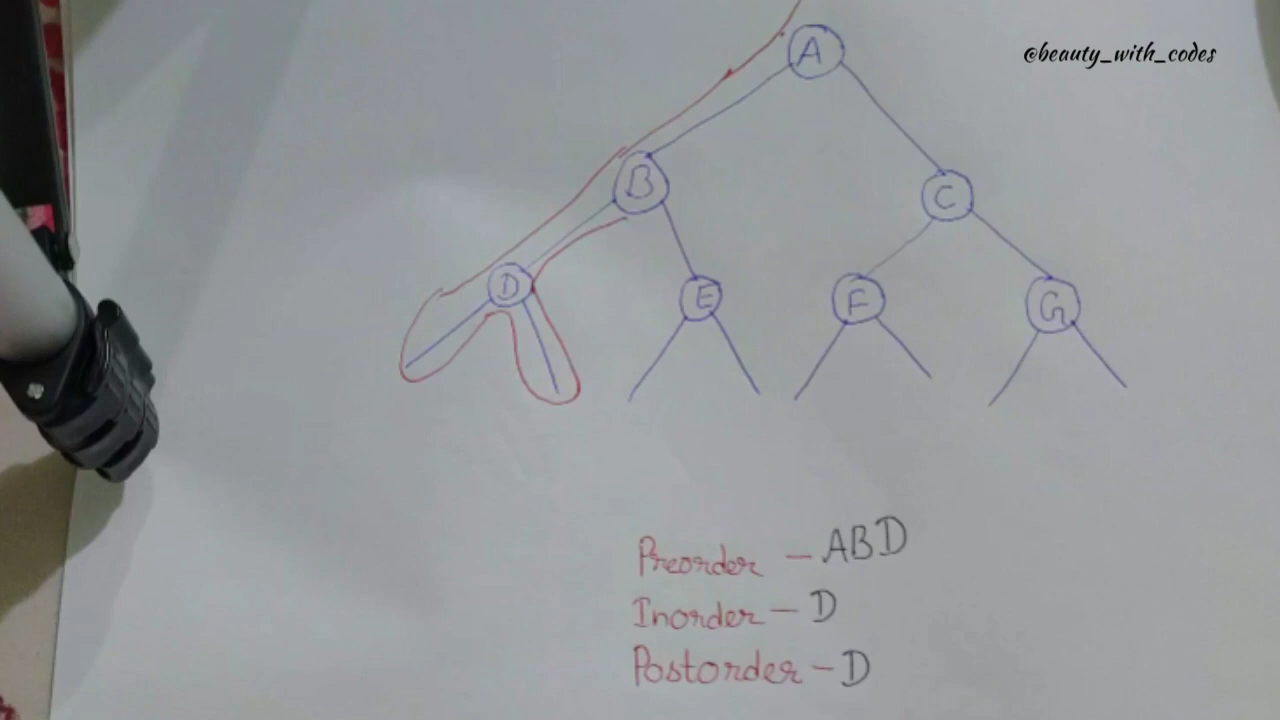 A
@beauty_with_codes
B
C
D
E
F
G
Preorder - ABD
Inorder - D
Postorder - D